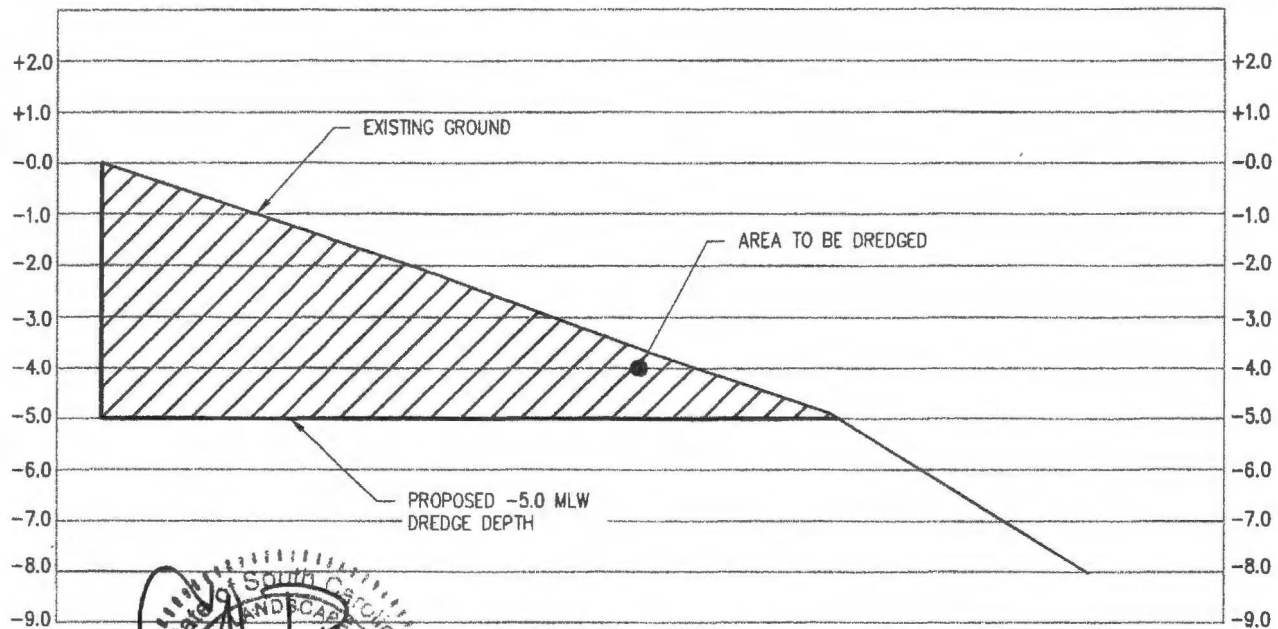 +2.0 +2.0
+1.0 +1.0
EXISTING GROUND
-0.0 -0.0
-1.0 -1.0
AREA TO BE DREDGED
-2.0 -2.0
-3.0 -3.0
-4.0 -4.0
-5.0 -5.0
-6.0 -6.0
PROPOSED -5.0 MLW
-7.0 -7.0
DREDGE DEPTH
-8.0 -8.0
of South
-9.0 -9.0